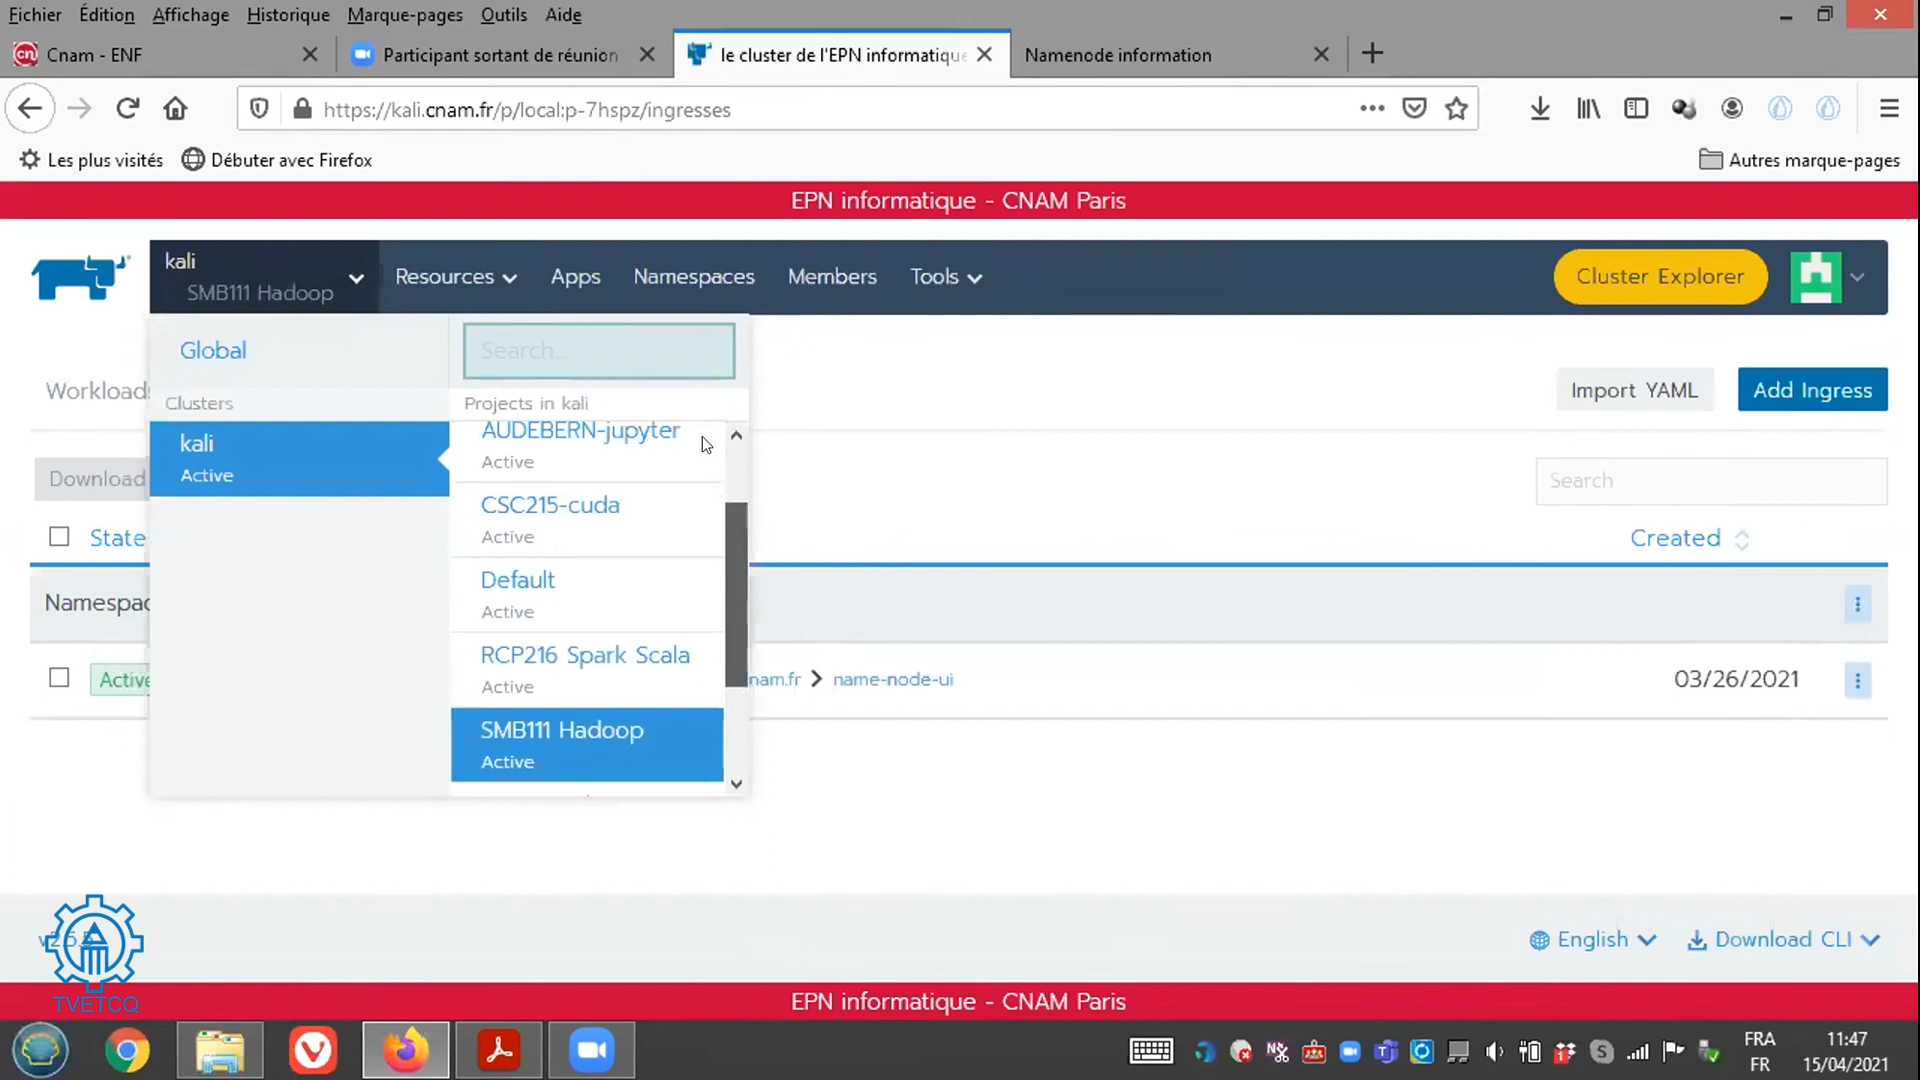 Fichier Édition Affichage Historique Marque-pages Outils Aide
Cnam - ENF
Participant sortant de réunion
le cluster de l'EPN informatique
Namenode information
https://kali.cnam.fr/p/local:p-7hspz/ingresses
Les plus visités
Débuter avec Firefox
Autres marque-pages
EPN informatique - CNAM Paris
kali
SMB111 Hadoop
Resources
Apps
Namespaces
Members
Tools
Cluster Explorer
Global
Search...
Workloads
Import YAML
Add Ingress
Clusters
Projects in kali
kali
Active
AUDEBERN-jupyter
Active
Download
Search
CSC215-cuda
Active
State
Created
Default
Active
Namespac
RCP216 Spark Scala
Active
Active
nam.fr > name-node-ui
03/26/2021
SMB111 Hadoop
Active
v2.5.5
English
Download CLI
TVETCQ
EPN informatique - CNAM Paris
FRA
FR
11:47
15/04/2021